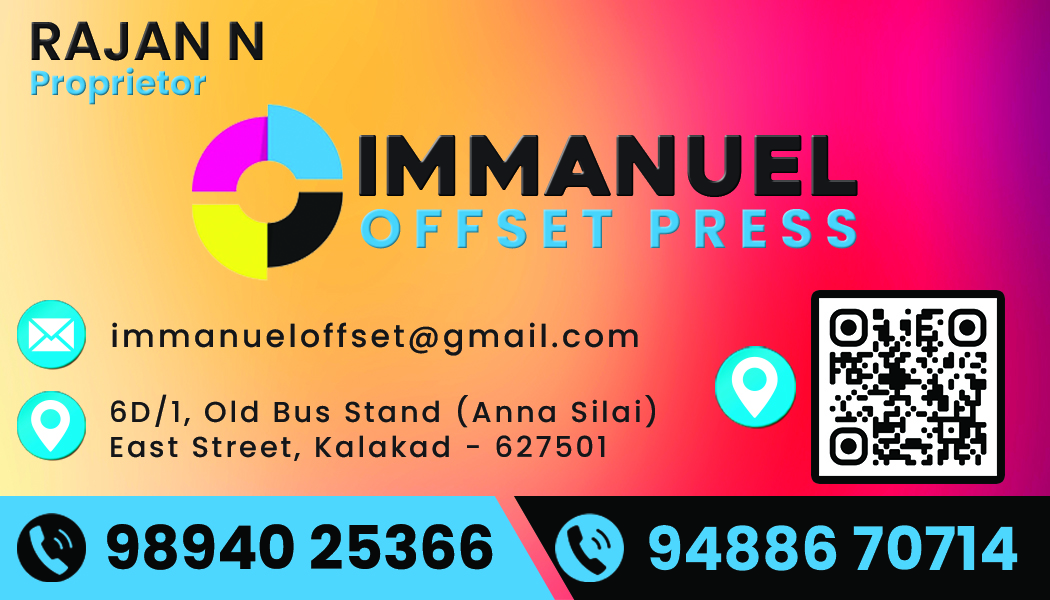 RAJAN N
Proprietor
IMMANUEL
OFFSET PRESS
immanueloffset@gmail.com
6D/1, Old Bus Stand (Anna Silai)
East Street, Kalakad - 627501
98940 25366
94886 70714